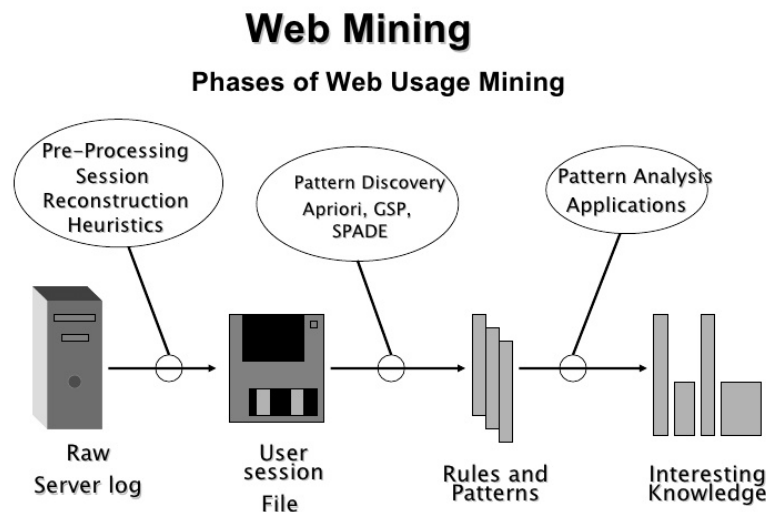 Web Mining
Phases of Web Usage Mining
Pre-Processing
Session
Reconstruction
Heuristics
Pattern Discovery
Apriori, GSP,
SPADE
Pattern Analysis
Applications
Raw
Server log
User
session
File
Rules and
Patterns
Interesting
Knowledge